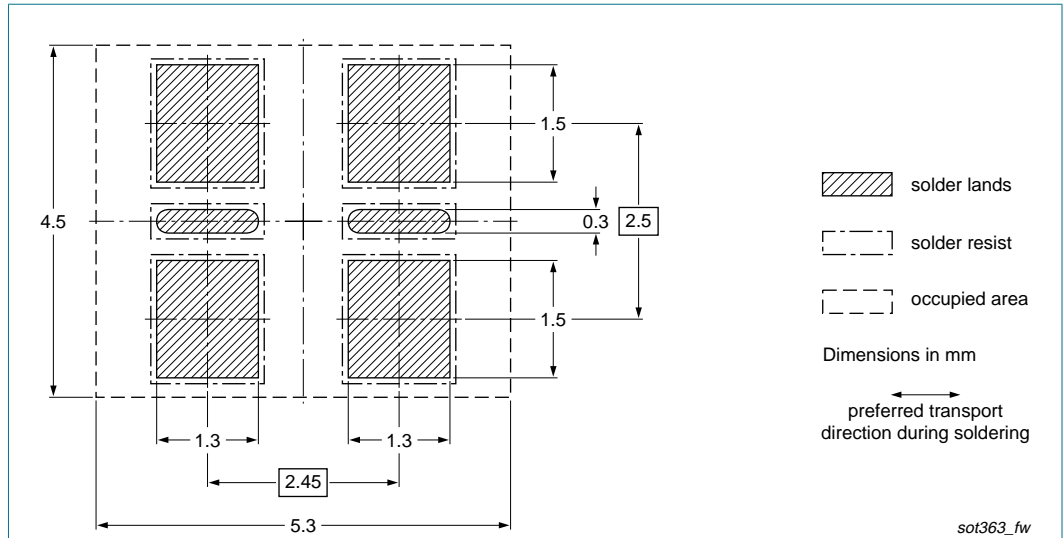 1.5
4.5
0.3
2.5
1.5
1.3
1.3
2.45
5.3
solder lands
solder resist
occupied area
Dimensions in mm
preferred transport
direction during soldering
sot363_fw